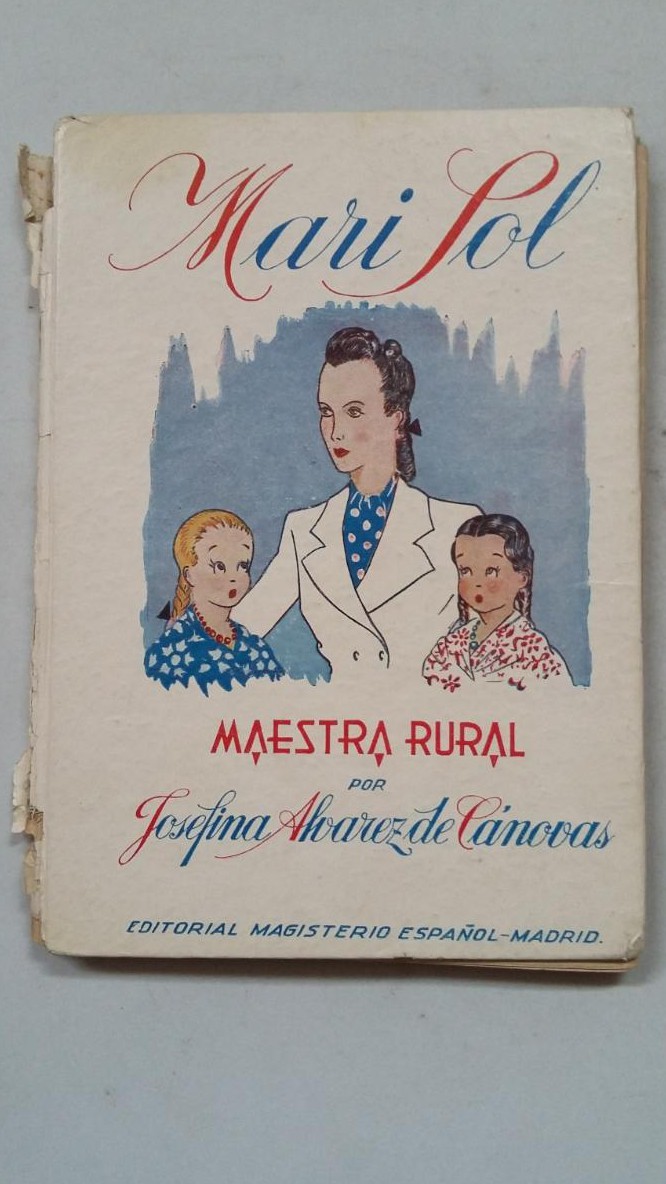 Mari Sol
MAESTRA RURAL
POR
Josefina Alvarez de Cánovas
EDITORIAL MAGISTERIO ESPAÑOL-MADRID.